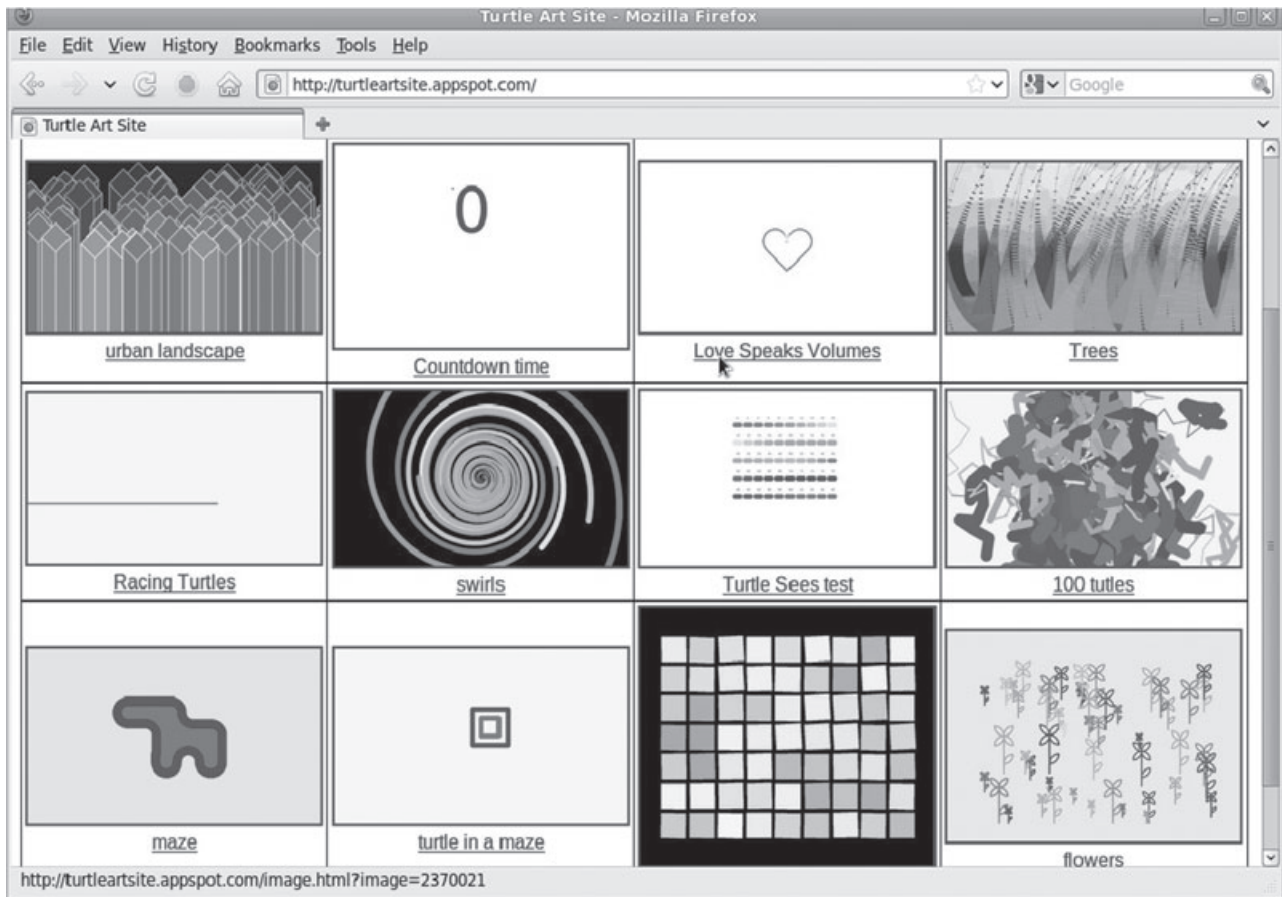 Turtle Art Site - Mozilla Firefox
File Edit View History Bookmarks Tools Help
http://turtleartsite.appspot.com/
Google
Turtle Art Site
0
urban landscape
Countdown time
Love Speaks Volumes
Trees
Racing Turtles
swirls
Turtle Sees test
100 tutles
maze
turtle in a maze
flowers
http://turtleartsite.appspot.com/image.html?image=2370021